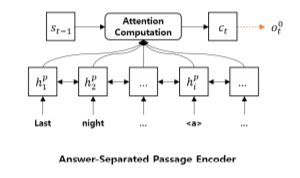 s_{t-1} Attention Computation c_t o_t^0
h_1^p h_2^p ... h_i^p ...
Last night ... <a> ...
Answer-Separated Passage Encoder